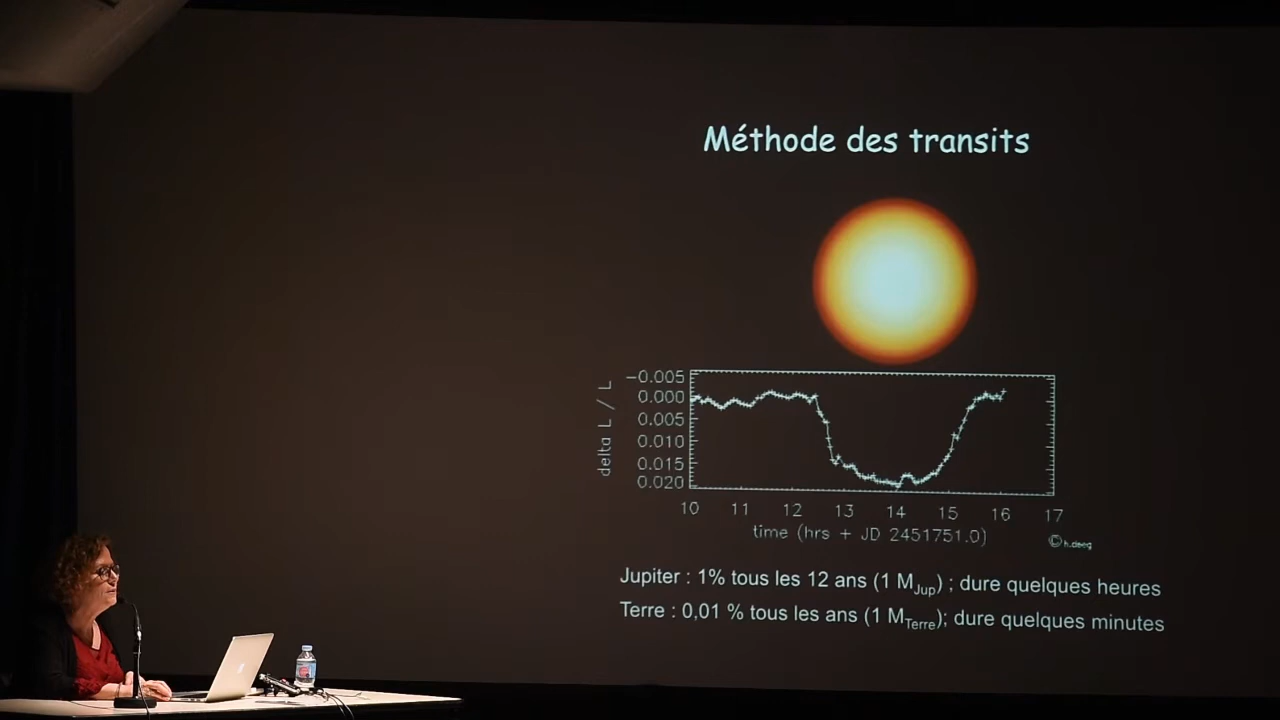 Méthode des transits
delta L / L
−0.005
0.000
0.005
0.010
0.015
0.020
10 11 12 13 14 15 16 17
time (hrs + JD 2451751.0)
© h.deeg
Jupiter : 1% tous les 12 ans (1 MJup) ; dure quelques heures
Terre : 0,01 % tous les ans (1 MTerre); dure quelques minutes